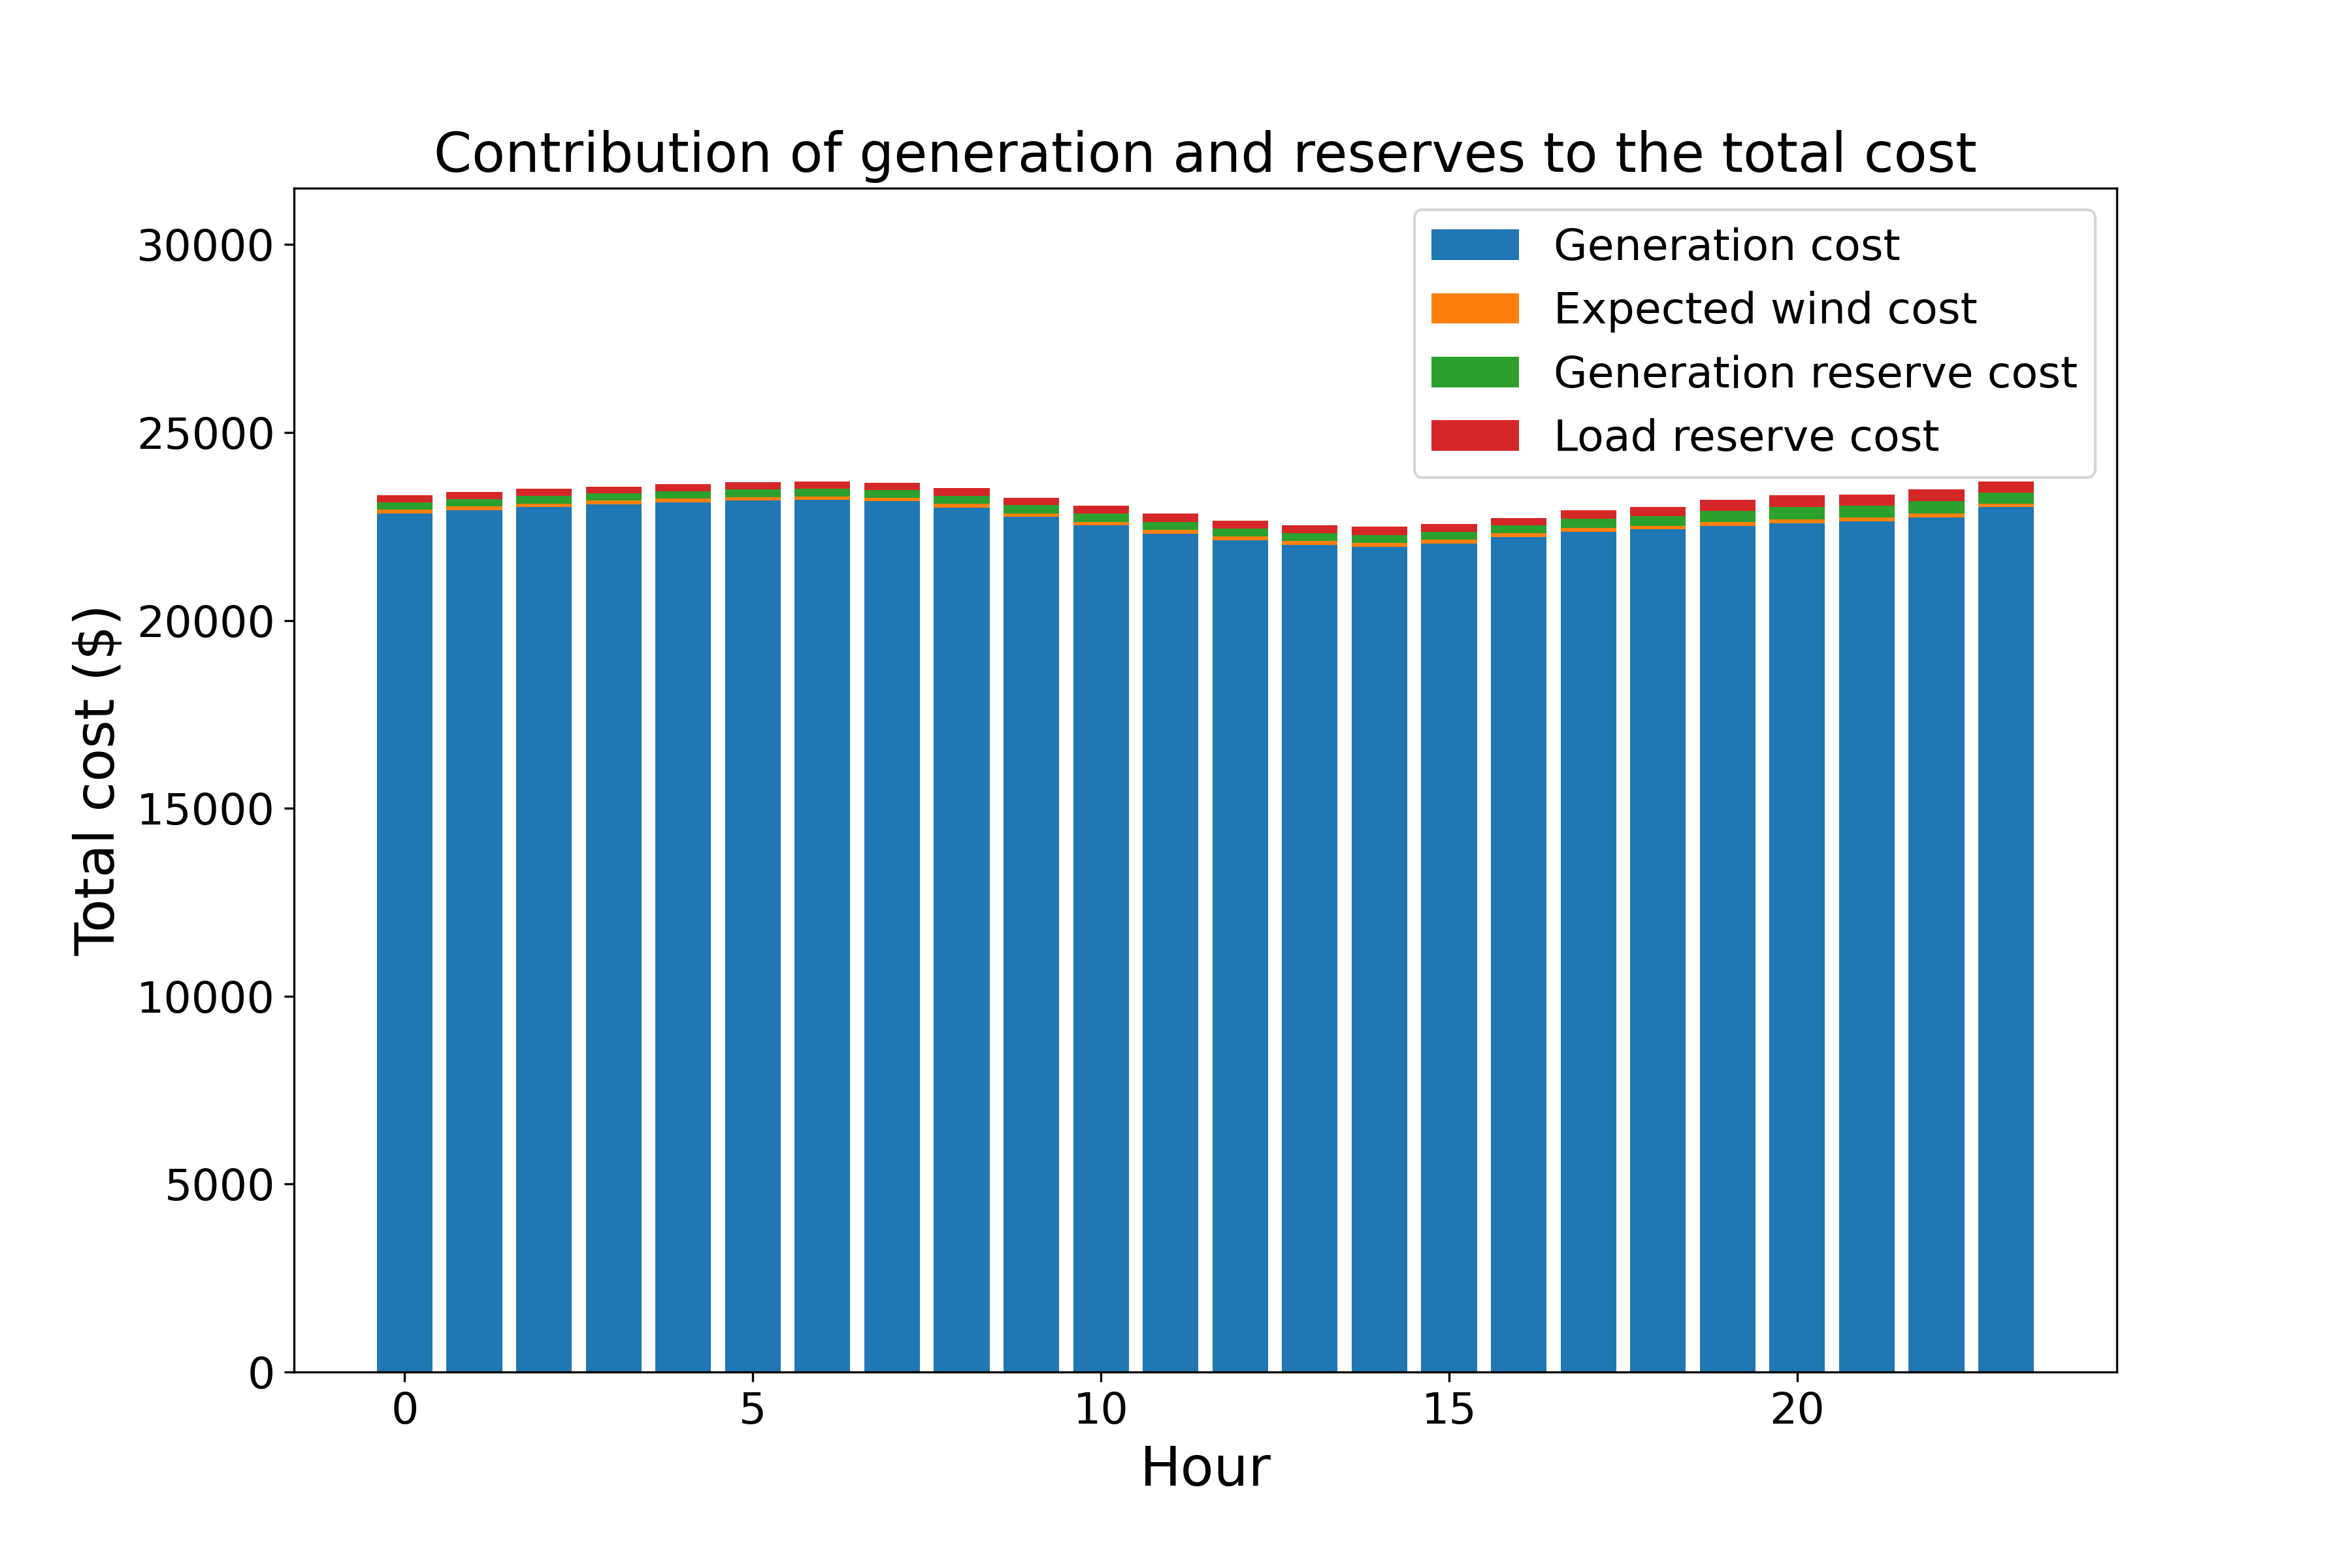 Contribution of generation and reserves to the total cost
30000
25000
20000
15000
10000
5000
0
Total cost ($)
Generation cost
Expected wind cost
Generation reserve cost
Load reserve cost
0 5 10 15 20
Hour